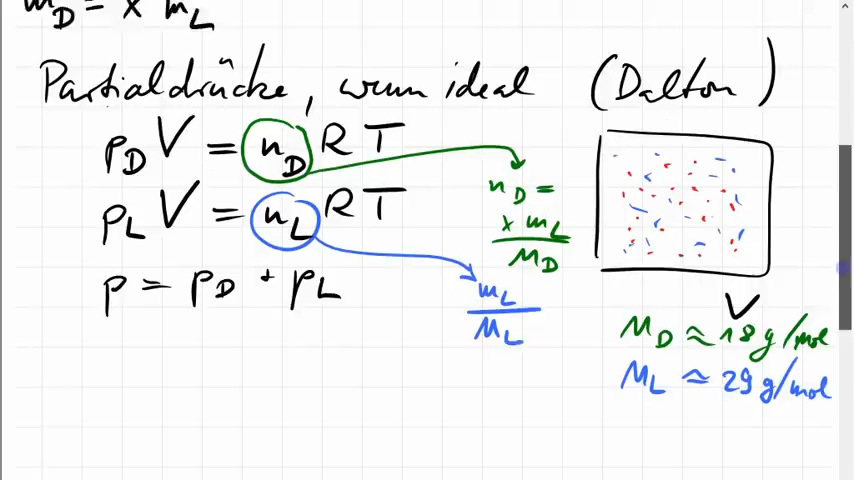 m_D = x m_L
Partialdrücke, wenn ideal (Dalton)
p_D V = n_D R T
p_L V = n_L R T
p = p_D + p_L
n_D =
x m_L
M_D
m_L
M_L
V
M_D ≈ 18 g/mol
M_L ≈ 29 g/mol